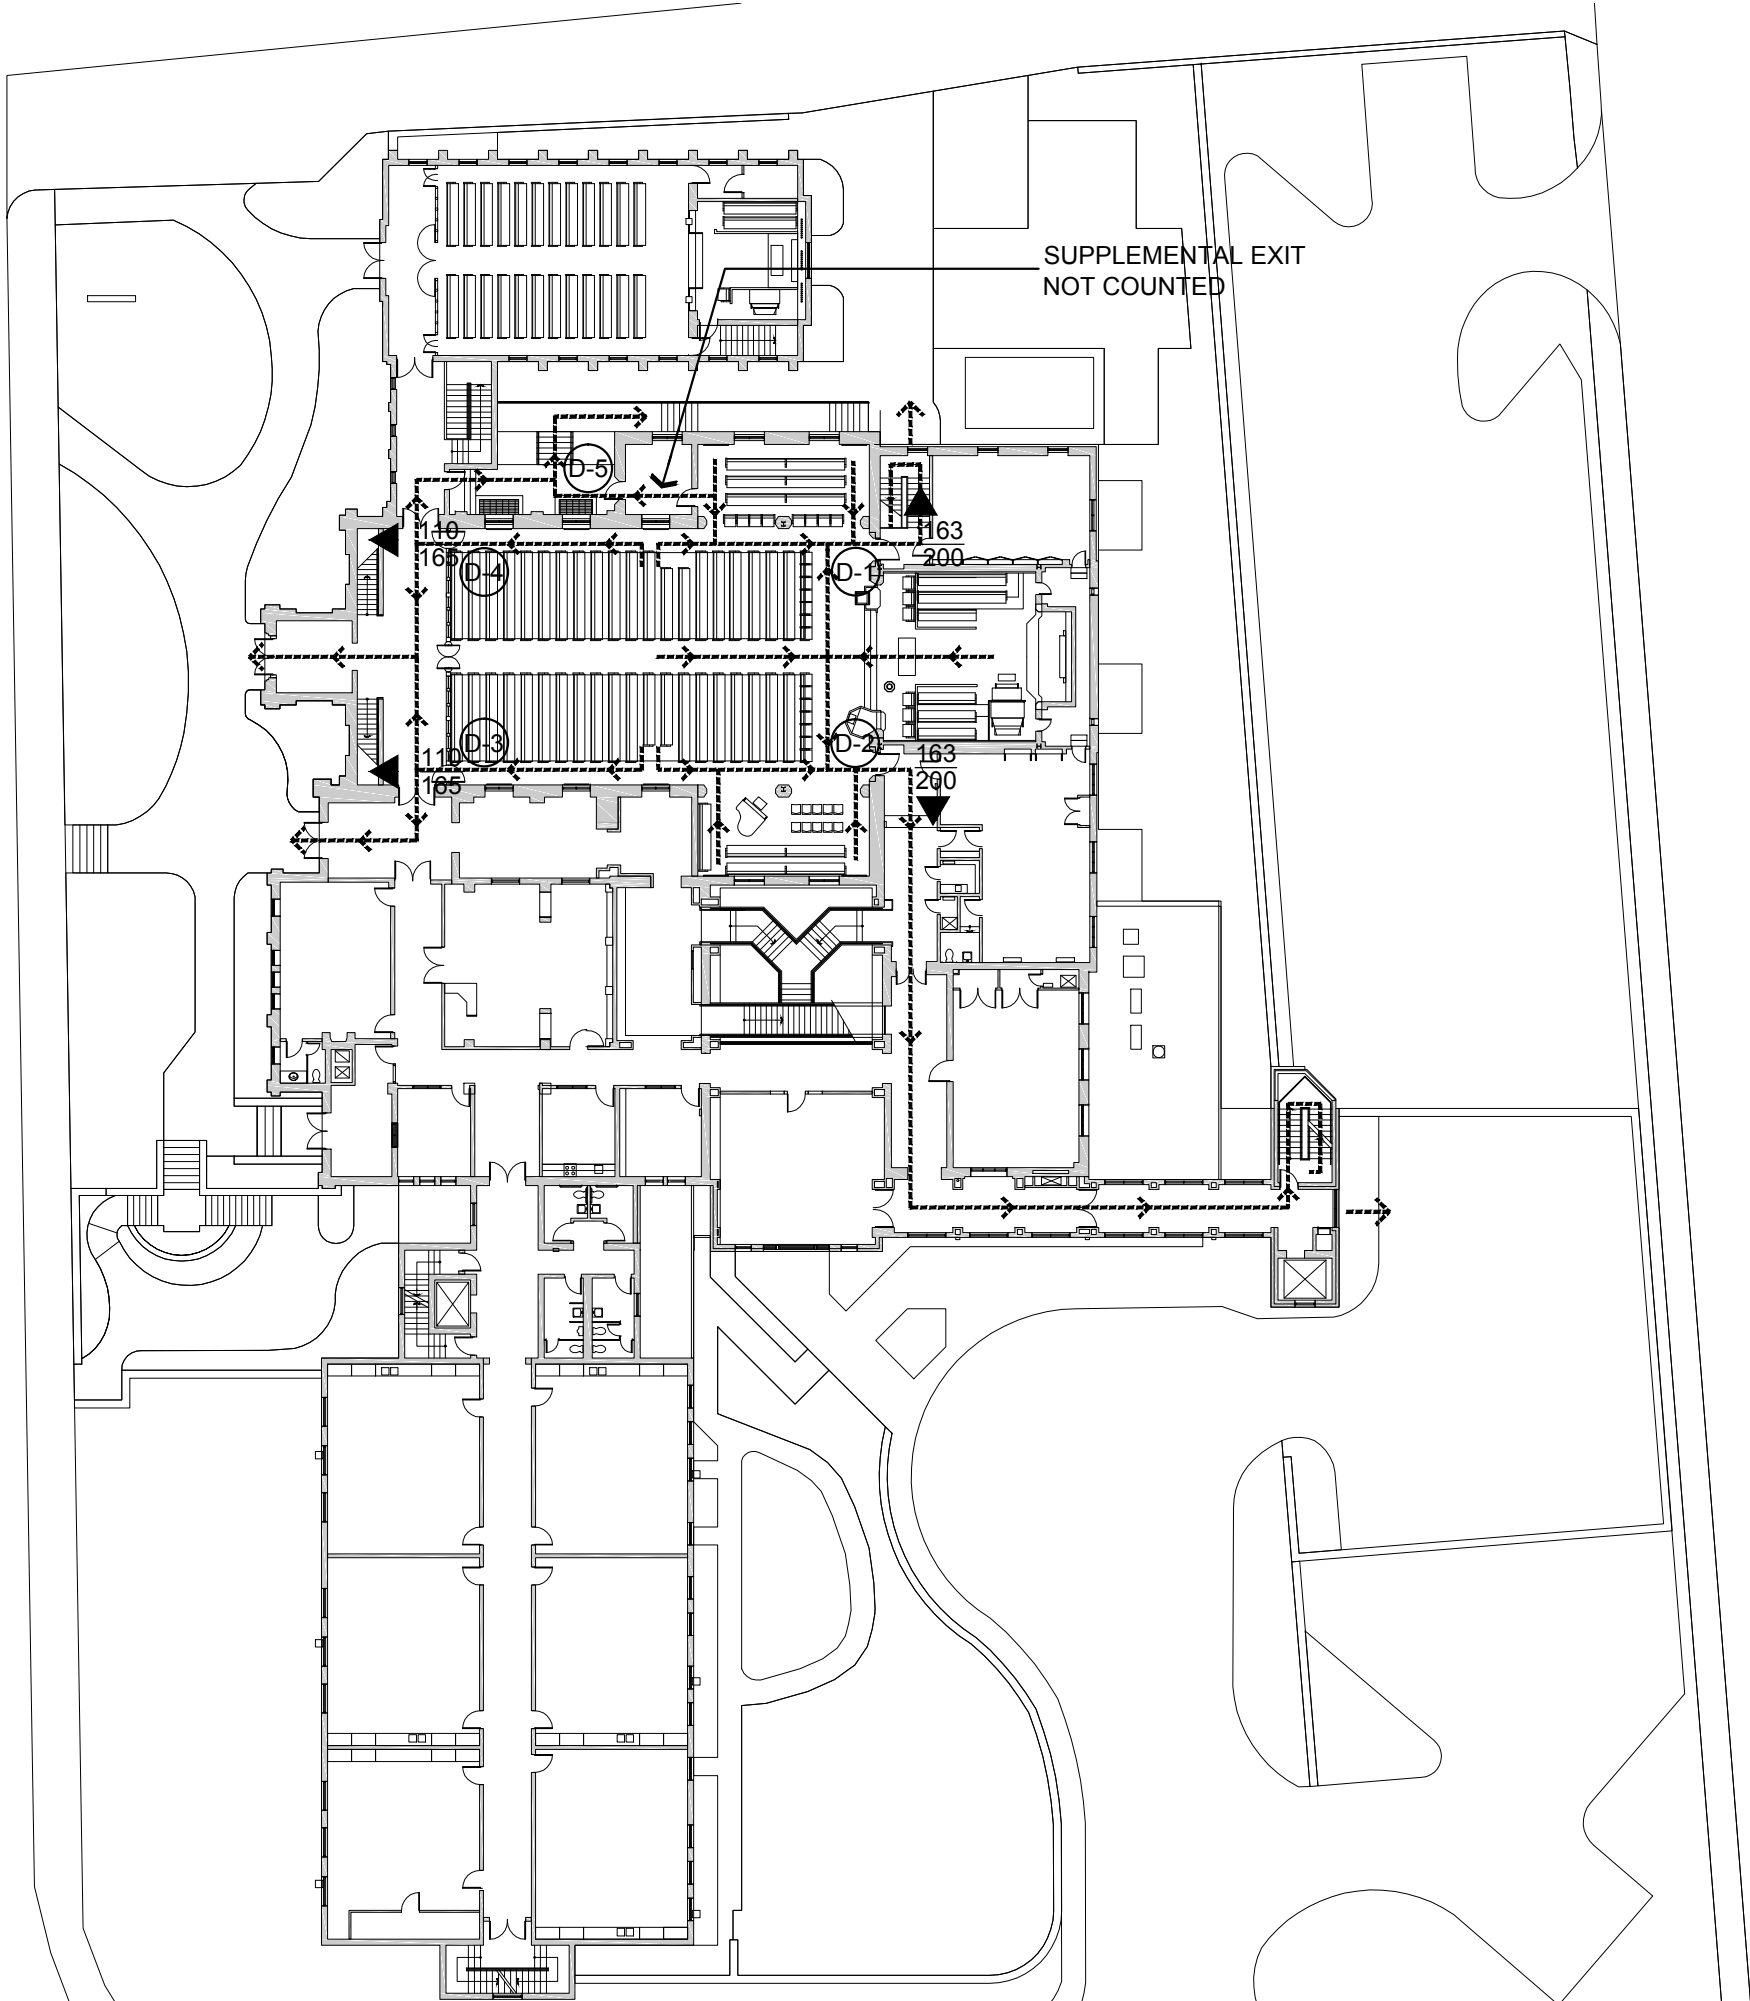 SUPPLEMENTAL EXIT
NOT COUNTED
D-5
110
165
D-4
D-1
163
200
110
165
D-3
D-2
163
200